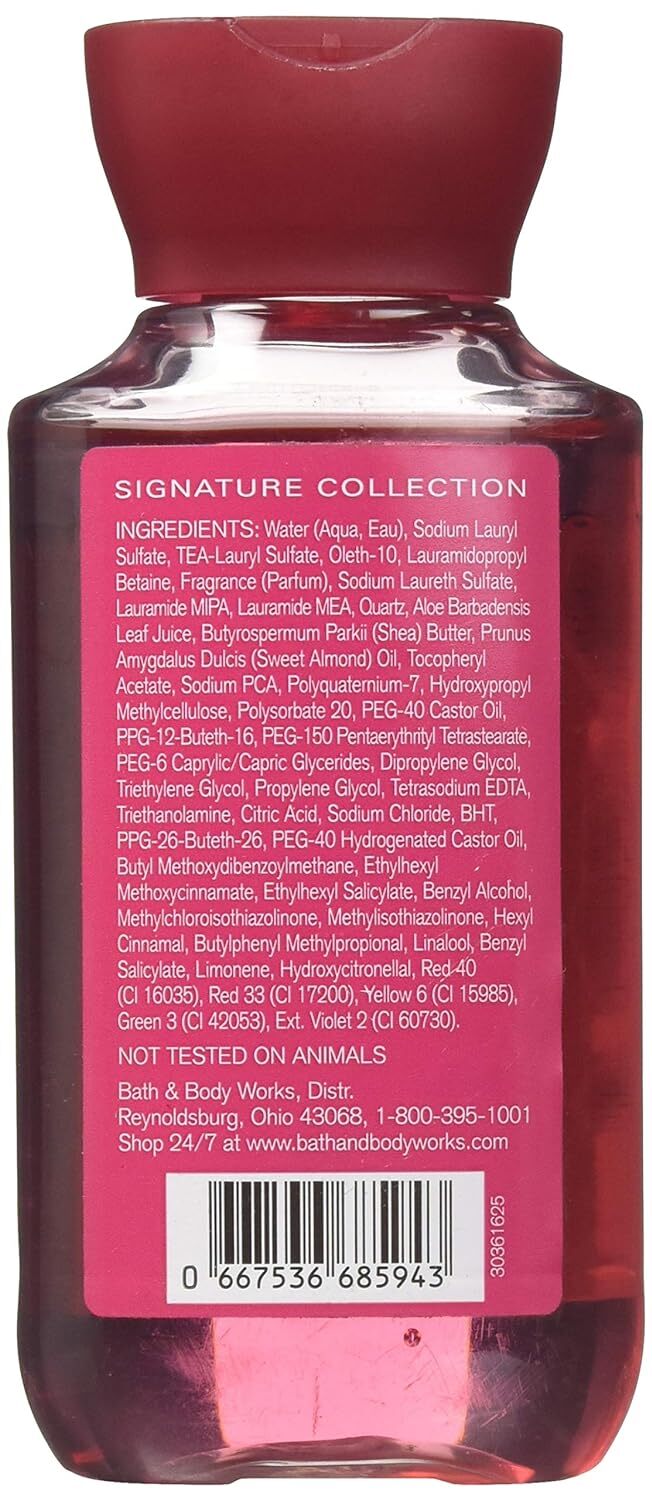 SIGNATURE COLLECTION
INGREDIENTS: Water (Aqua, Eau), Sodium Lauryl
Sulfate, TEA-Lauryl Sulfate, Oleth-10, Lauramidopropyl
Betaine, Fragrance (Parfum), Sodium Laureth Sulfate,
Lauramide MIPA, Lauramide MEA, Quartz, Aloe Barbadensis
Leaf Juice, Butyrospermum Parkii (Shea) Butter, Prunus
Amygdalus Dulcis (Sweet Almond) Oil, Tocopheryl
Acetate, Sodium PCA, Polyquaternium-7, Hydroxypropyl
Methylcellulose, Polysorbate 20, PEG-40 Castor Oil,
PPG-12-Buteth-16, PEG-150 Pentaerythrityl Tetrastearate,
PEG-6 Caprylic/Capric Glycerides, Dipropylene Glycol,
Triethylene Glycol, Propylene Glycol, Tetrasodium EDTA,
Triethanolamine, Citric Acid, Sodium Chloride, BHT,
PPG-26-Buteth-26, PEG-40 Hydrogenated Castor Oil,
Butyl Methoxydibenzoylmethane, Ethylhexyl
Methoxycinnamate, Ethylhexyl Salicylate, Benzyl Alcohol,
Methylchloroisothiazolinone, Methylisothiazolinone, Hexyl
Cinnamal, Butylphenyl Methylpropional, Linalool, Benzyl
Salicylate, Limonene, Hydroxycitronellal, Red 40
(CI 16035), Red 33 (CI 17200), Yellow 6 (CI 15985),
Green 3 (CI 42053), Ext. Violet 2 (CI 60730).
NOT TESTED ON ANIMALS
Bath & Body Works, Distr.
Reynoldsburg, Ohio 43068, 1-800-395-1001
Shop 24/7 at www.bathandbodyworks.com
0 667536 685943
30361625